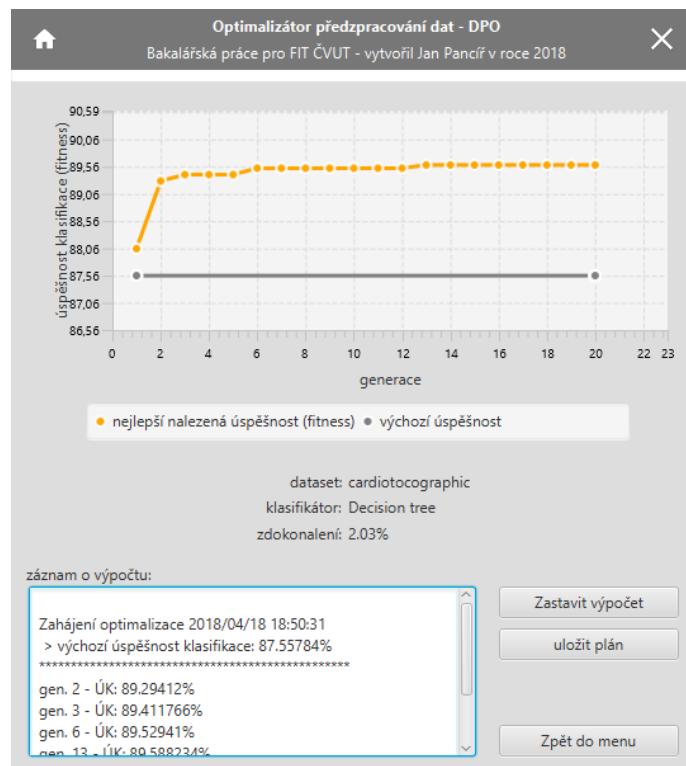 Optimalizátor předzpracování dat - DPO
Bakalářská práce pro FIT ČVUT - vytvořil Jan Pancíř v roce 2018
úspěšnost klasifikace (fitness)
90,59
90,06
89,56
89,06
88,56
88,06
87,56
87,06
86,56
0 2 4 6 8 10 12 14 16 18 20 22 23
generace
nejlepší nalezená úspěšnost (fitness) výchozí úspěšnost
dataset: cardiotocographic
klasifikátor: Decision tree
zdokonalení: 2.03%
záznam o výpočtu:
Zahájení optimalizace 2018/04/18 18:50:31
> výchozí úspěšnost klasifikace: 87.55784%
*************************************************
gen. 2 - ÚK: 89.29412%
gen. 3 - ÚK: 89.411766%
gen. 6 - ÚK: 89.52941%
gen. 13 - ÚK: 89.588234%
Zastavit výpočet
uložit plán
Zpět do menu